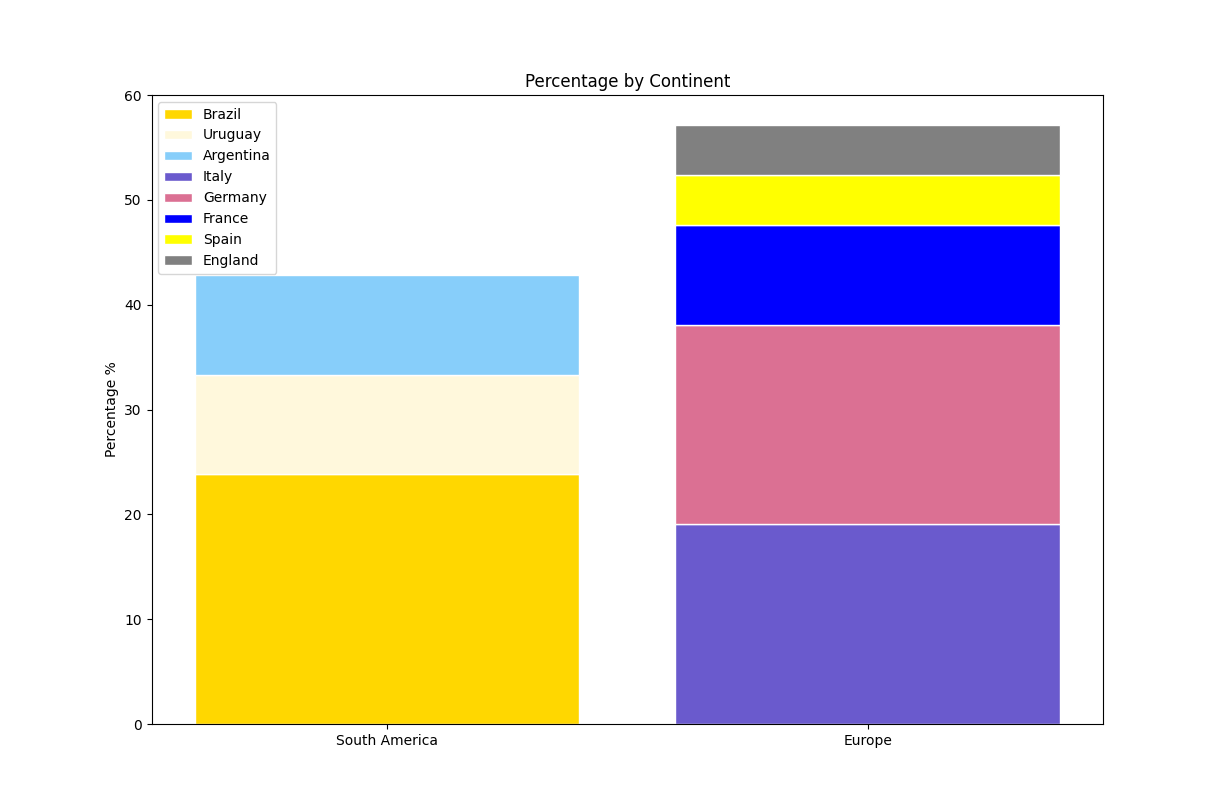 Percentage by Continent
60
50
40
30
20
10
0
Percentage %
Brazil
Uruguay
Argentina
Italy
Germany
France
Spain
England
South America
Europe